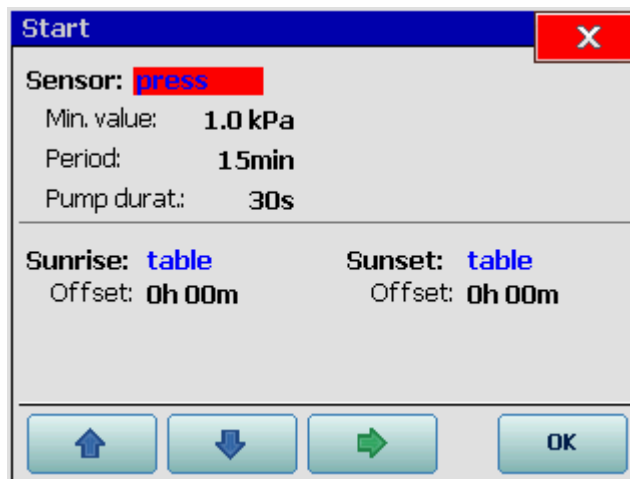 Start
X
Sensor: press
Min. value: 1.0 kPa
Period: 15min
Pump durat.: 30s
Sunrise: table Sunset: table
Offset: 0h 00m Offset: 0h 00m
OK